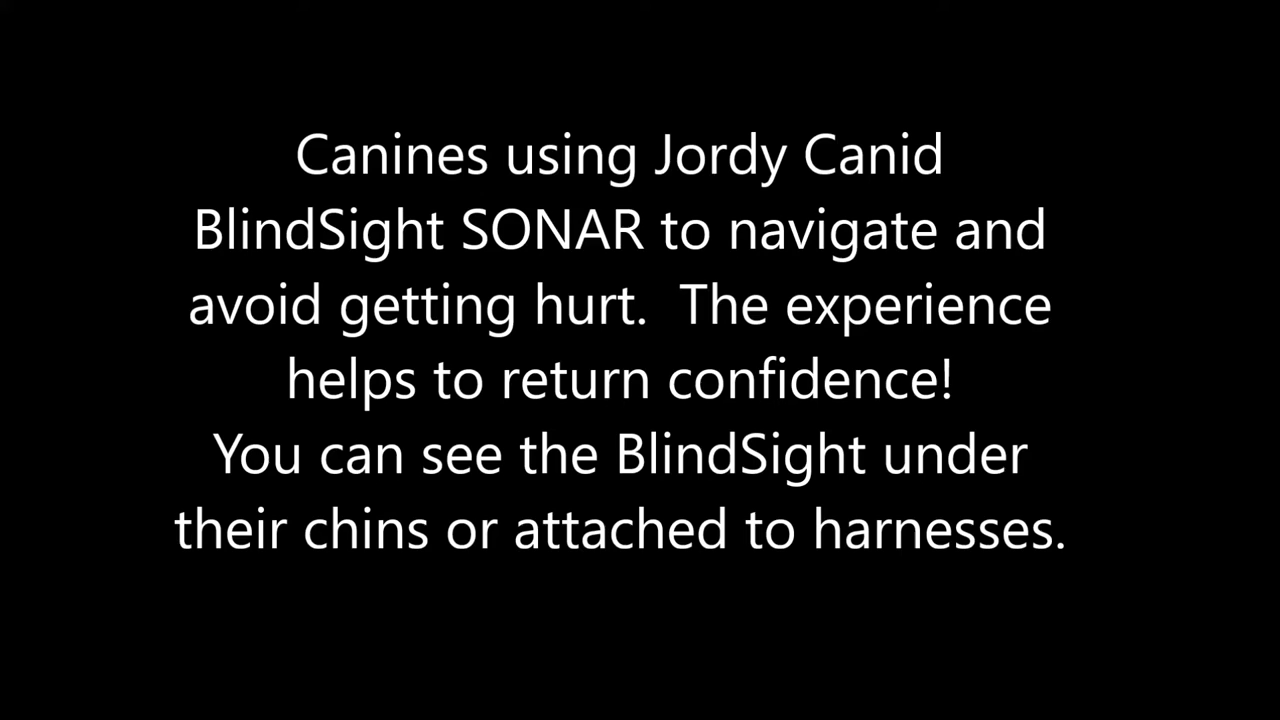 Canines using Jordy Canid
BlindSight SONAR to navigate and
avoid getting hurt.  The experience
helps to return confidence!
You can see the BlindSight under
their chins or attached to harnesses.